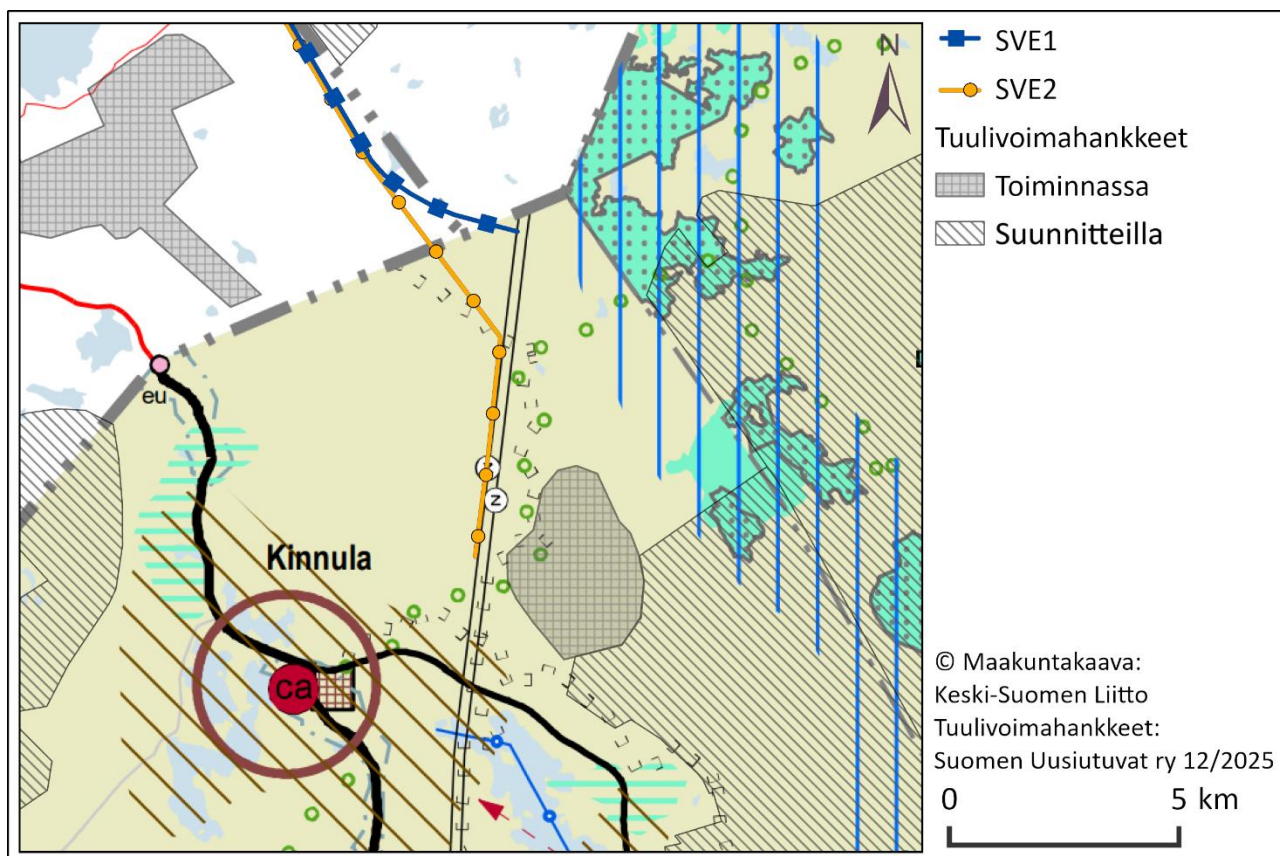 SVE1
N
SVE2
Tuulivoimahankkeet
Toiminnassa
Suunnitteilla
eu
z
Kinnula
ca
© Maakuntakaava:
Keski-Suomen Liitto
Tuulivoimahankkeet:
Suomen Uusiutuvat ry 12/2025
0 5 km